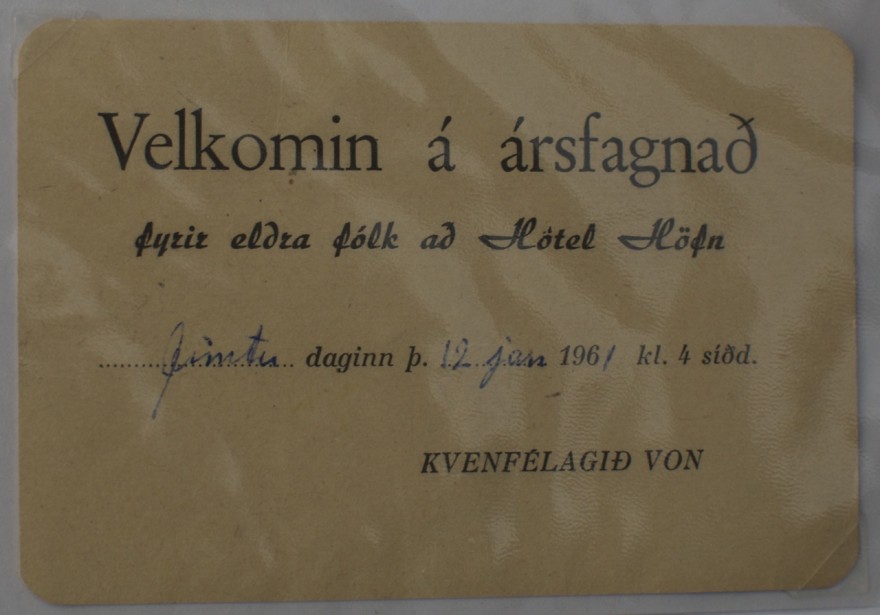 Velkomin á ársfagnað
fyrir eldra fólk að Hótel Höfn
..........fimtu.. daginn þ. 12 jan 1961 kl. 4 síðd.
KVENFÉLAGIÐ VON